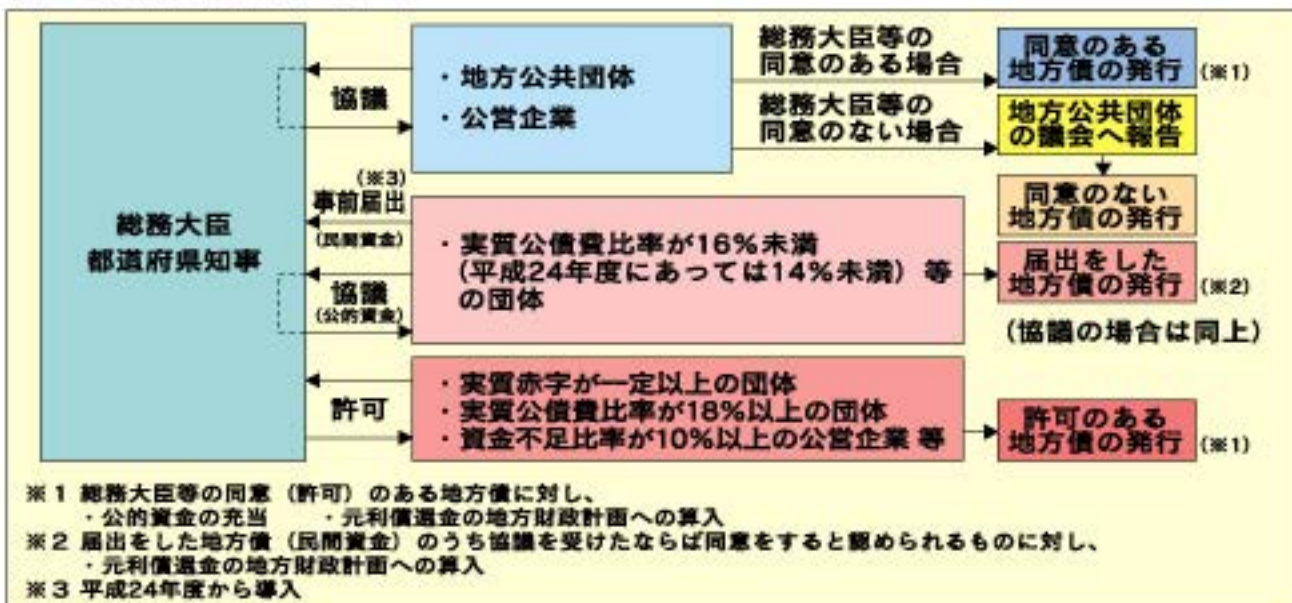 総務大臣
都道府県知事
協議
・地方公共団体
・公営企業
総務大臣等の
同意のある場合
同意のある
地方債の発行
(※1)
総務大臣等の
同意のない場合
地方公共団体
の議会へ報告
同意のない
地方債の発行
(※3)
事前届出
(民間資金)
協議
(公的資金)
・実質公債費比率が16%未満
(平成24年度にあっては14%未満)等
の団体
届出をした
地方債の発行
(※2)
(協議の場合は同上)
許可
・実質赤字が一定以上の団体
・実質公債費比率が18%以上の団体
・資金不足比率が10%以上の公営企業 等
許可のある
地方債の発行
(※1)
※1 総務大臣等の同意(許可)のある地方債に対し、
・公的資金の充当 ・元利償還金の地方財政計画への算入
※2 届出をした地方債(民間資金)のうち協議を受けたならば同意をすると認められるものに対し、
・元利償還金の地方財政計画への算入
※3 平成24年度から導入